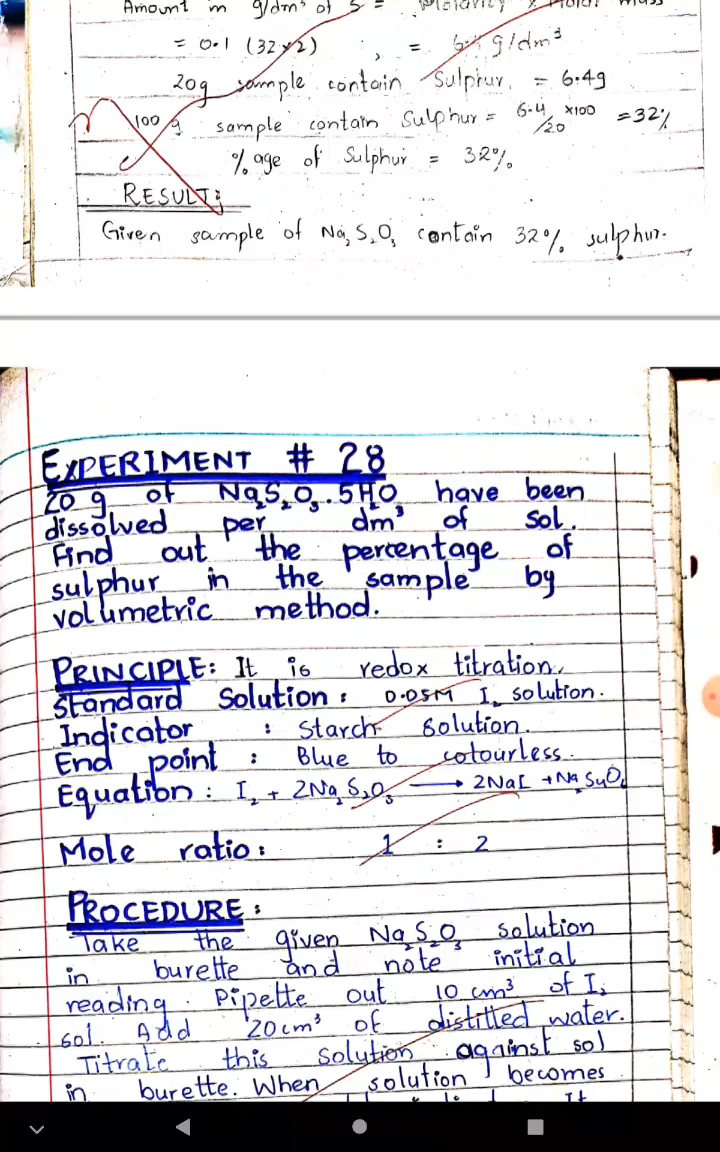 Amount in g/dm³ of S = Molarity x Molar mass
= 0.1 (32x2) , = 6.4 g/dm³
20g sample contain Sulphur. = 6.4g
100 g sample contain Sulphur = 6.4/20 x100 = 32%
% age of Sulphur = 32%.
RESULT:
Given sample of Na₂S₂O₃ contain 32% sulphur.
EXPERIMENT # 28
20 g of Na₂S₂O₃.5H₂O have been
dissolved per dm³ of sol.
Find out the percentage of
sulphur in the sample by
volumetric method.
PRINCIPLE: It is redox titration.
Standard Solution: 0.05M I₂ solution.
Indicator : Starch Solution.
End point : Blue to colourless.
Equation: I₂ + 2Na₂S₂O₃ → 2NaI + Na₂S₄O₆
Mole ratio: 1 : 2
PROCEDURE:
Take the given Na₂S₂O₃ solution
in burette and note initial
reading. Pipette out 10 cm³ of I₂
sol. Add 20cm³ of distilled water.
Titrate this solution against sol
in burette. When solution becomes
It